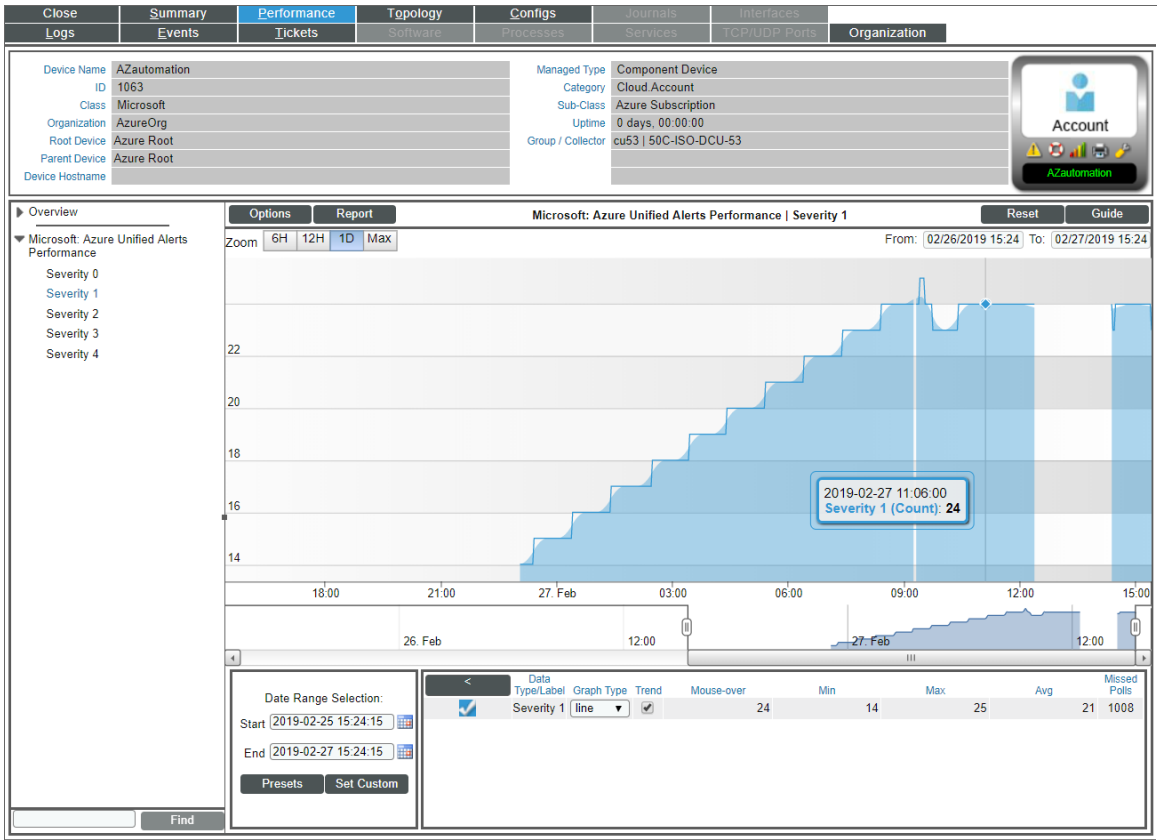 Close Summary Performance Topology Configs Journals Interfaces
Logs Events Tickets Software Processes Services TCP/UDP Ports Organization
Device Name AZautomation Managed Type Component Device
ID 1063 Category Cloud.Account
Class Microsoft Sub-Class Azure Subscription
Organization AzureOrg Uptime 0 days, 00:00:00
Root Device Azure Root Group / Collector cu53 | 50C-ISO-DCU-53
Parent Device Azure Root
Device Hostname
Account
AZautomation
Overview
Microsoft: Azure Unified Alerts
Performance
Severity 0
Severity 1
Severity 2
Severity 3
Severity 4
Find
Options Report Microsoft: Azure Unified Alerts Performance | Severity 1 Reset Guide
Zoom 6H 12H 1D Max From: 02/26/2019 15:24 To: 02/27/2019 15:24
22
20
18
16
14
2019-02-27 11:06:00
Severity 1 (Count): 24
18:00 21:00 27. Feb 03:00 06:00 09:00 12:00 15:00
26. Feb 12:00 27. Feb 12:00
Date Range Selection:
Start 2019-02-25 15:24:15
End 2019-02-27 15:24:15
Presets Set Custom
< Data Missed
Type/Label Graph Type Trend Mouse-over Min Max Avg Polls
Severity 1 line 24 14 25 21 1008